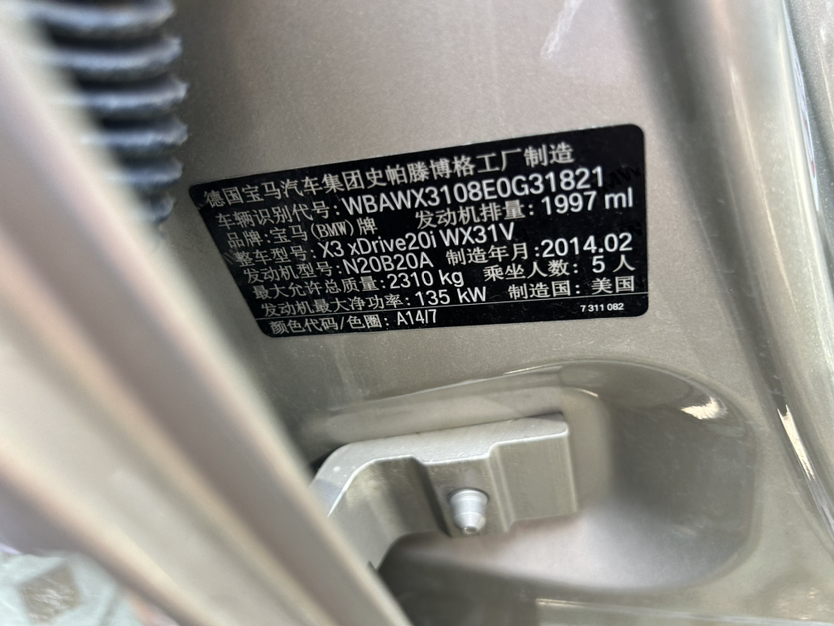 德国宝马汽车集团史帕滕博格工厂制造
车辆识别代号:WBAWX3108E0G31821
品牌:宝马(BMW)牌 发动机排量:1997 ml
整车型号:X3 xDrive20i WX31V
发动机型号:N20B20A 制造年月:2014.02
最大允许总质量:2310 kg 乘坐人数:5人
发动机最大净功率:135 kW 制造国:美国
颜色代码/色圈:A14/7 7 311 082